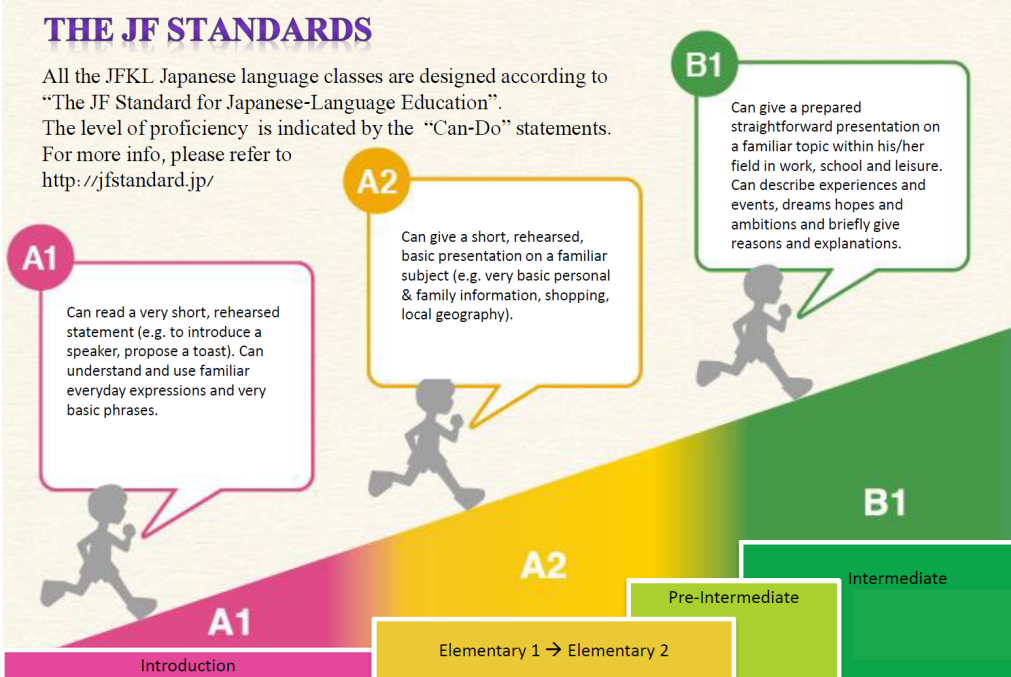 THE JF STANDARDS
All the JFKL Japanese language classes are designed according to
“The JF Standard for Japanese-Language Education”.
The level of proficiency is indicated by the “Can-Do” statements.
For more info, please refer to
http://jfstandard.jp/
A1
Can read a very short, rehearsed
statement (e.g. to introduce a
speaker, propose a toast). Can
understand and use familiar
everyday expressions and very
basic phrases.
A2
Can give a short, rehearsed,
basic presentation on a familiar
subject (e.g. very basic personal
& family information, shopping,
local geography).
B1
Can give a prepared
straightforward presentation on
a familiar topic within his/her
field in work, school and leisure.
Can describe experiences and
events, dreams hopes and
ambitions and briefly give
reasons and explanations.
A1
A2
B1
Introduction
Elementary 1 → Elementary 2
Pre-Intermediate
Intermediate